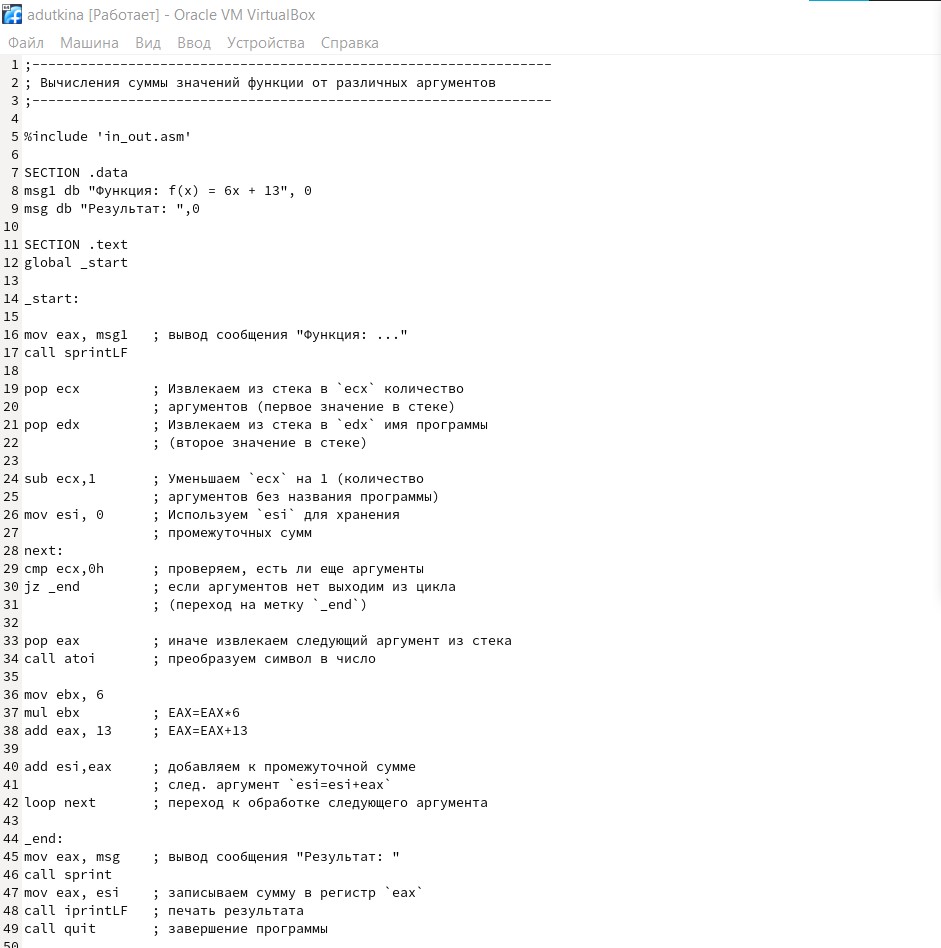 adutkina [Работает] - Oracle VM VirtualBox
Файл Машина Вид Ввод Устройства Справка
1 ;-----------------------------------------------------------------
2 ; Вычисления суммы значений функции от различных аргументов
3 ;-----------------------------------------------------------------
4
5 %include 'in_out.asm'
6
7 SECTION .data
8 msg1 db "Функция: f(x) = 6x + 13", 0
9 msg db "Результат: ",0
10
11 SECTION .text
12 global _start
13
14 _start:
15
16 mov eax, msg1   ; вывод сообщения "Функция: ..."
17 call sprintLF
18
19 pop ecx         ; Извлекаем из стека в `ecx` количество
20                 ; аргументов (первое значение в стеке)
21 pop edx         ; Извлекаем из стека в `edx` имя программы
22                 ; (второе значение в стеке)
23
24 sub ecx,1       ; Уменьшаем `ecx` на 1 (количество
25                 ; аргументов без названия программы)
26 mov esi, 0      ; Используем `esi` для хранения
27                 ; промежуточных сумм
28 next:
29 cmp ecx,0h      ; проверяем, есть ли еще аргументы
30 jz _end         ; если аргументов нет выходим из цикла
31                 ; (переход на метку `_end`)
32
33 pop eax         ; иначе извлекаем следующий аргумент из стека
34 call atoi       ; преобразуем символ в число
35
36 mov ebx, 6
37 mul ebx         ; EAX=EAX*6
38 add eax, 13     ; EAX=EAX+13
39
40 add esi,eax     ; добавляем к промежуточной сумме
41                 ; след. аргумент `esi=esi+eax`
42 loop next       ; переход к обработке следующего аргумента
43
44 _end:
45 mov eax, msg    ; вывод сообщения "Результат: "
46 call sprint
47 mov eax, esi    ; записываем сумму в регистр `eax`
48 call iprintLF   ; печать результата
49 call quit       ; завершение программы
50